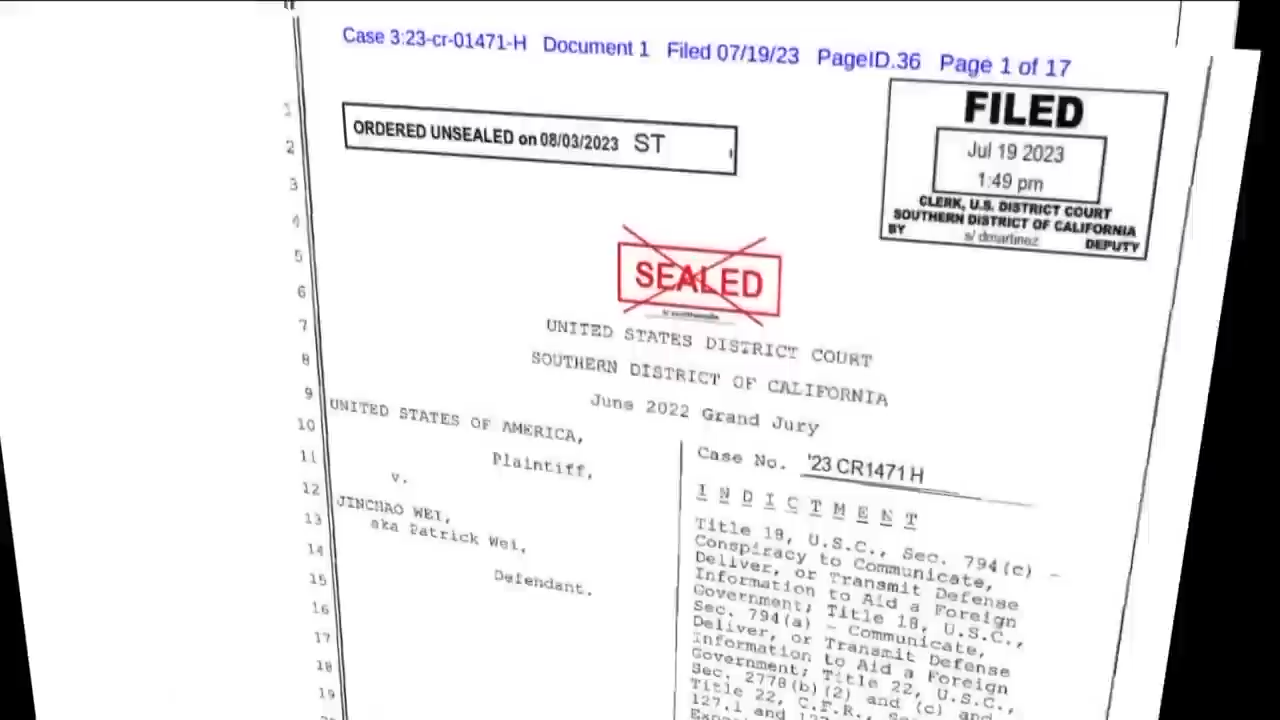 Case 3:23-cr-01471-H Document 1 Filed 07/19/23 PageID.36 Page 1 of 17
ORDERED UNSEALED on 08/03/2023 ST
FILED
Jul 19 2023
1:49 pm
CLERK, U.S. DISTRICT COURT
SOUTHERN DISTRICT OF CALIFORNIA
BY s/ dmartinez DEPUTY
SEALED
1
2
3
4
5
6
7
8
9
10
11
12
13
14
15
16
17
18
19
UNITED STATES DISTRICT COURT
SOUTHERN DISTRICT OF CALIFORNIA
June 2022 Grand Jury
UNITED STATES OF AMERICA,
Plaintiff,
v.
JINCHAO WEI,
aka Patrick Wei,
Defendant.
Case No. '23 CR1471 H
I N D I C T M E N T
Title 18, U.S.C., Sec. 794(c) –
Conspiracy to Communicate,
Deliver, or Transmit Defense
Information to Aid a Foreign
Government; Title 18, U.S.C.,
Sec. 794(a) – Communicate,
Deliver, or Transmit Defense
Information to Aid a Foreign
Government; Title 22, U.S.C.,
Sec. 2778(b)(2) and (c) and
Title 22, C.F.R.,
127.1 and